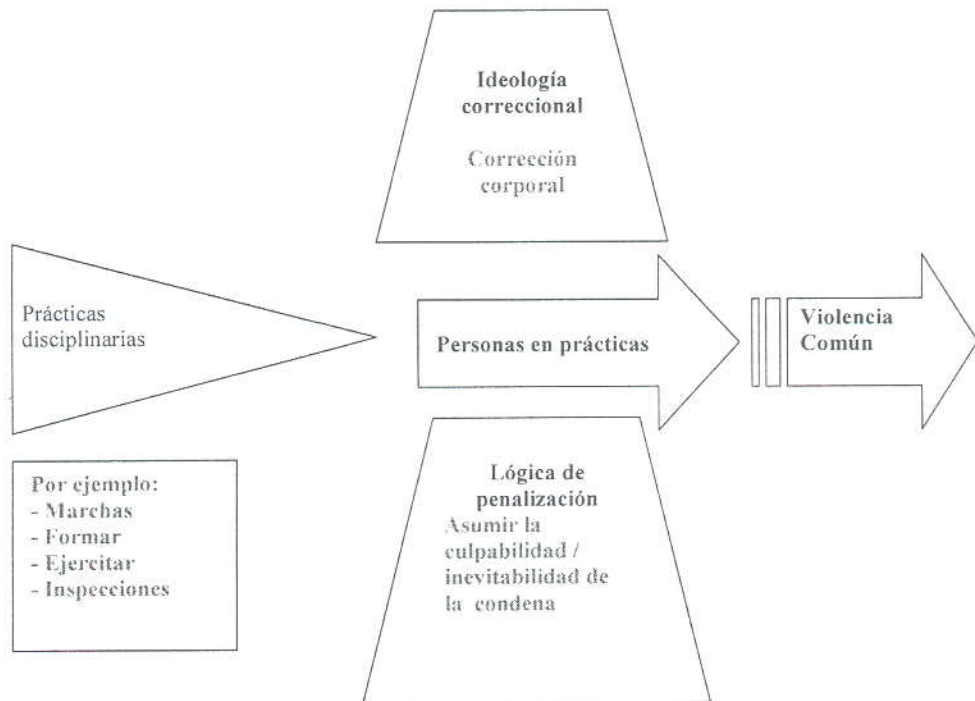 Ideología
correccional
Corrección
corporal
Prácticas
disciplinarias
Personas en prácticas
Violencia
Común
Por ejemplo:
- Marchas
- Formar
- Ejercitar
- Inspecciones
Lógica de
penalización
Asumir la
culpabilidad /
inevitabilidad de
la condena